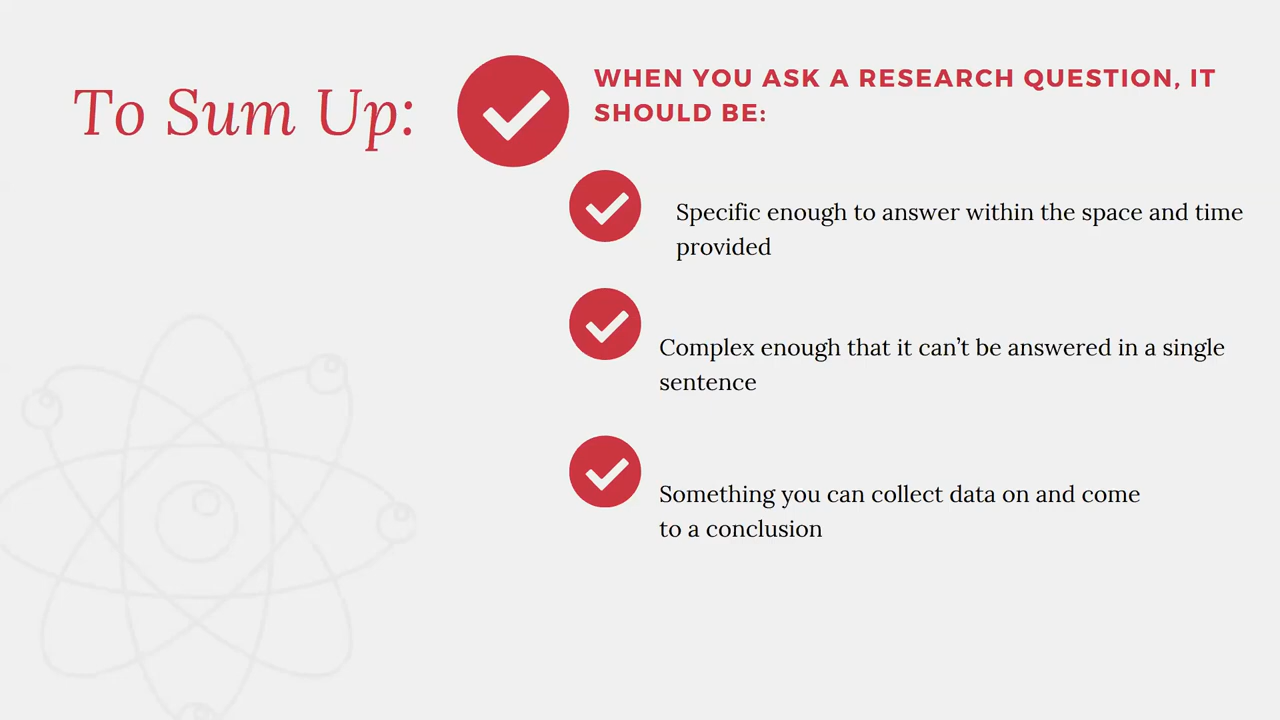 To Sum Up:
WHEN YOU ASK A RESEARCH QUESTION, IT
SHOULD BE:
Specific enough to answer within the space and time
provided
Complex enough that it can’t be answered in a single
sentence
Something you can collect data on and come
to a conclusion